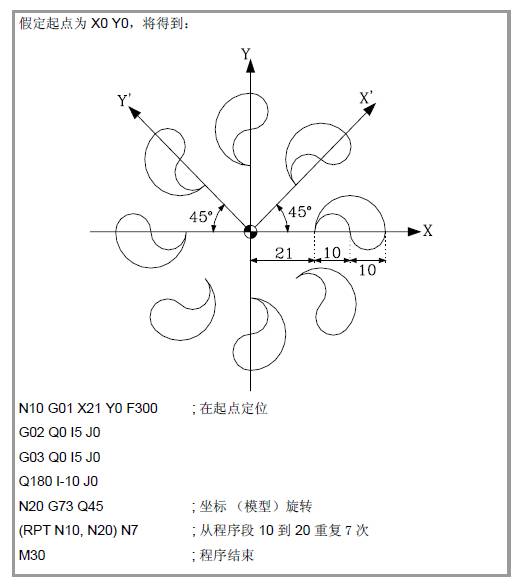 假定起点为 X0 Y0，将得到：
Y
Y'
X'
45°
45°
X
21
10
10
N10 G01 X21 Y0 F300 ; 在起点定位
G02 Q0 I5 J0
G03 Q0 I5 J0
Q180 I-10 J0
N20 G73 Q45 ; 坐标 （模型）旋转
(RPT N10, N20) N7 ; 从程序段 10 到 20 重复 7 次
M30 ; 程序结束